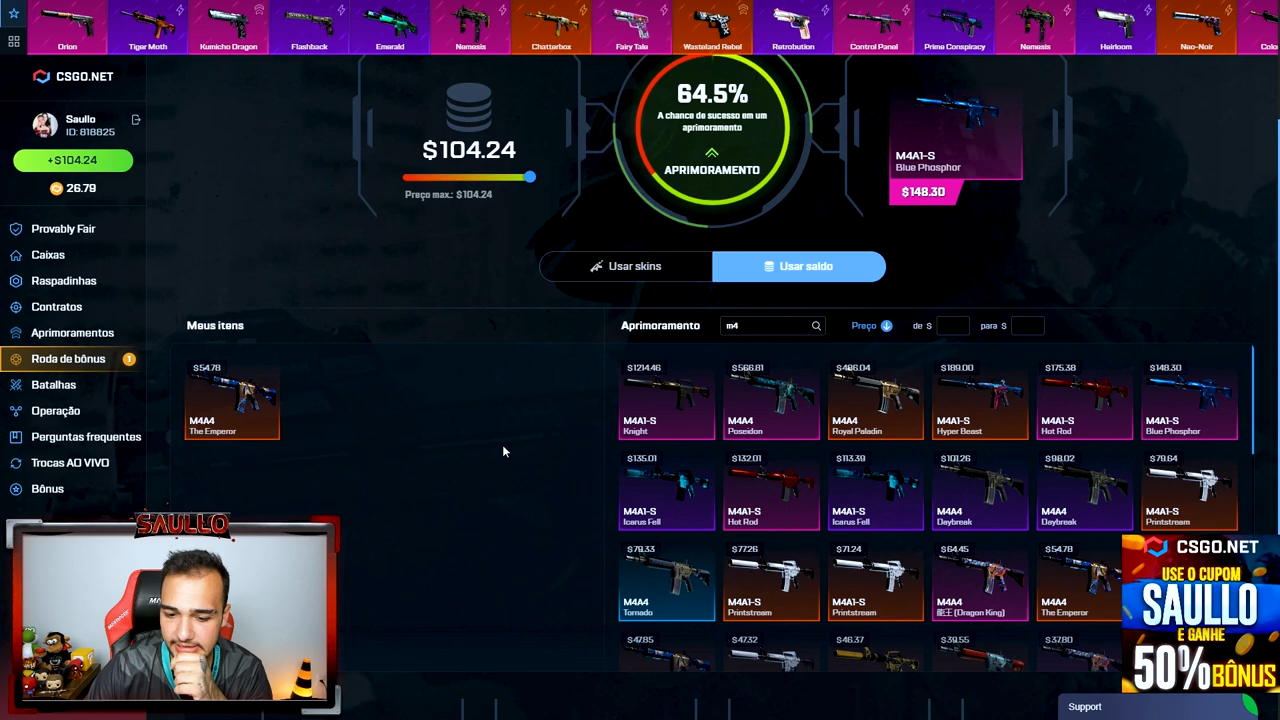 Orion
Tiger Moth
Kumicho Dragon
Flashback
Emerald
Nemesis
Chatterbox
Fairy Tale
Wasteland Rebel
Retrobution
Control Panel
Prime Conspiracy
Nemesis
Heirloom
Neo-Noir
Colo
CSGO.NET
Saullo
ID: 818825
+$104.24
26.79
Provably Fair
Caixas
Raspadinhas
Contratos
Aprimoramentos
Roda de bônus 1
Batalhas
Operação
Perguntas frequentes
Trocas AO VIVO
Bônus
$104.24
Preço max.: $104.24
64.5%
A chance de sucesso em um
aprimoramento
APRIMORAMENTO
M4A1-S
Blue Phosphor
$148.30
Usar skins
Usar saldo
Meus itens
$54.78
M4A4
The Emperor
Aprimoramento
m4
Preço
de $
para $
$1214.46
M4A1-S
Knight
$566.81
M4A4
Poseidon
$406.04
M4A4
Royal Paladin
$189.00
M4A1-S
Hyper Beast
$175.38
M4A1-S
Hot Rod
$148.30
M4A1-S
Blue Phosphor
$135.01
M4A1-S
Icarus Fell
$132.01
M4A1-S
Hot Rod
$113.39
M4A1-S
Icarus Fell
$101.26
M4A4
Daybreak
$98.02
M4A4
Daybreak
$79.64
M4A1-S
Printstream
$79.33
M4A4
Tornado
$77.26
M4A1-S
Printstream
$71.24
M4A1-S
Printstream
$64.45
M4A4
龍王 (Dragon King)
$54.78
M4A4
The Emperor
$47.85
$47.32
$46.37
$39.55
$37.80
SAULLO
CSGO.NET
USE O CUPOM
SAULLO
E GANHE
50% BÔNUS
Support